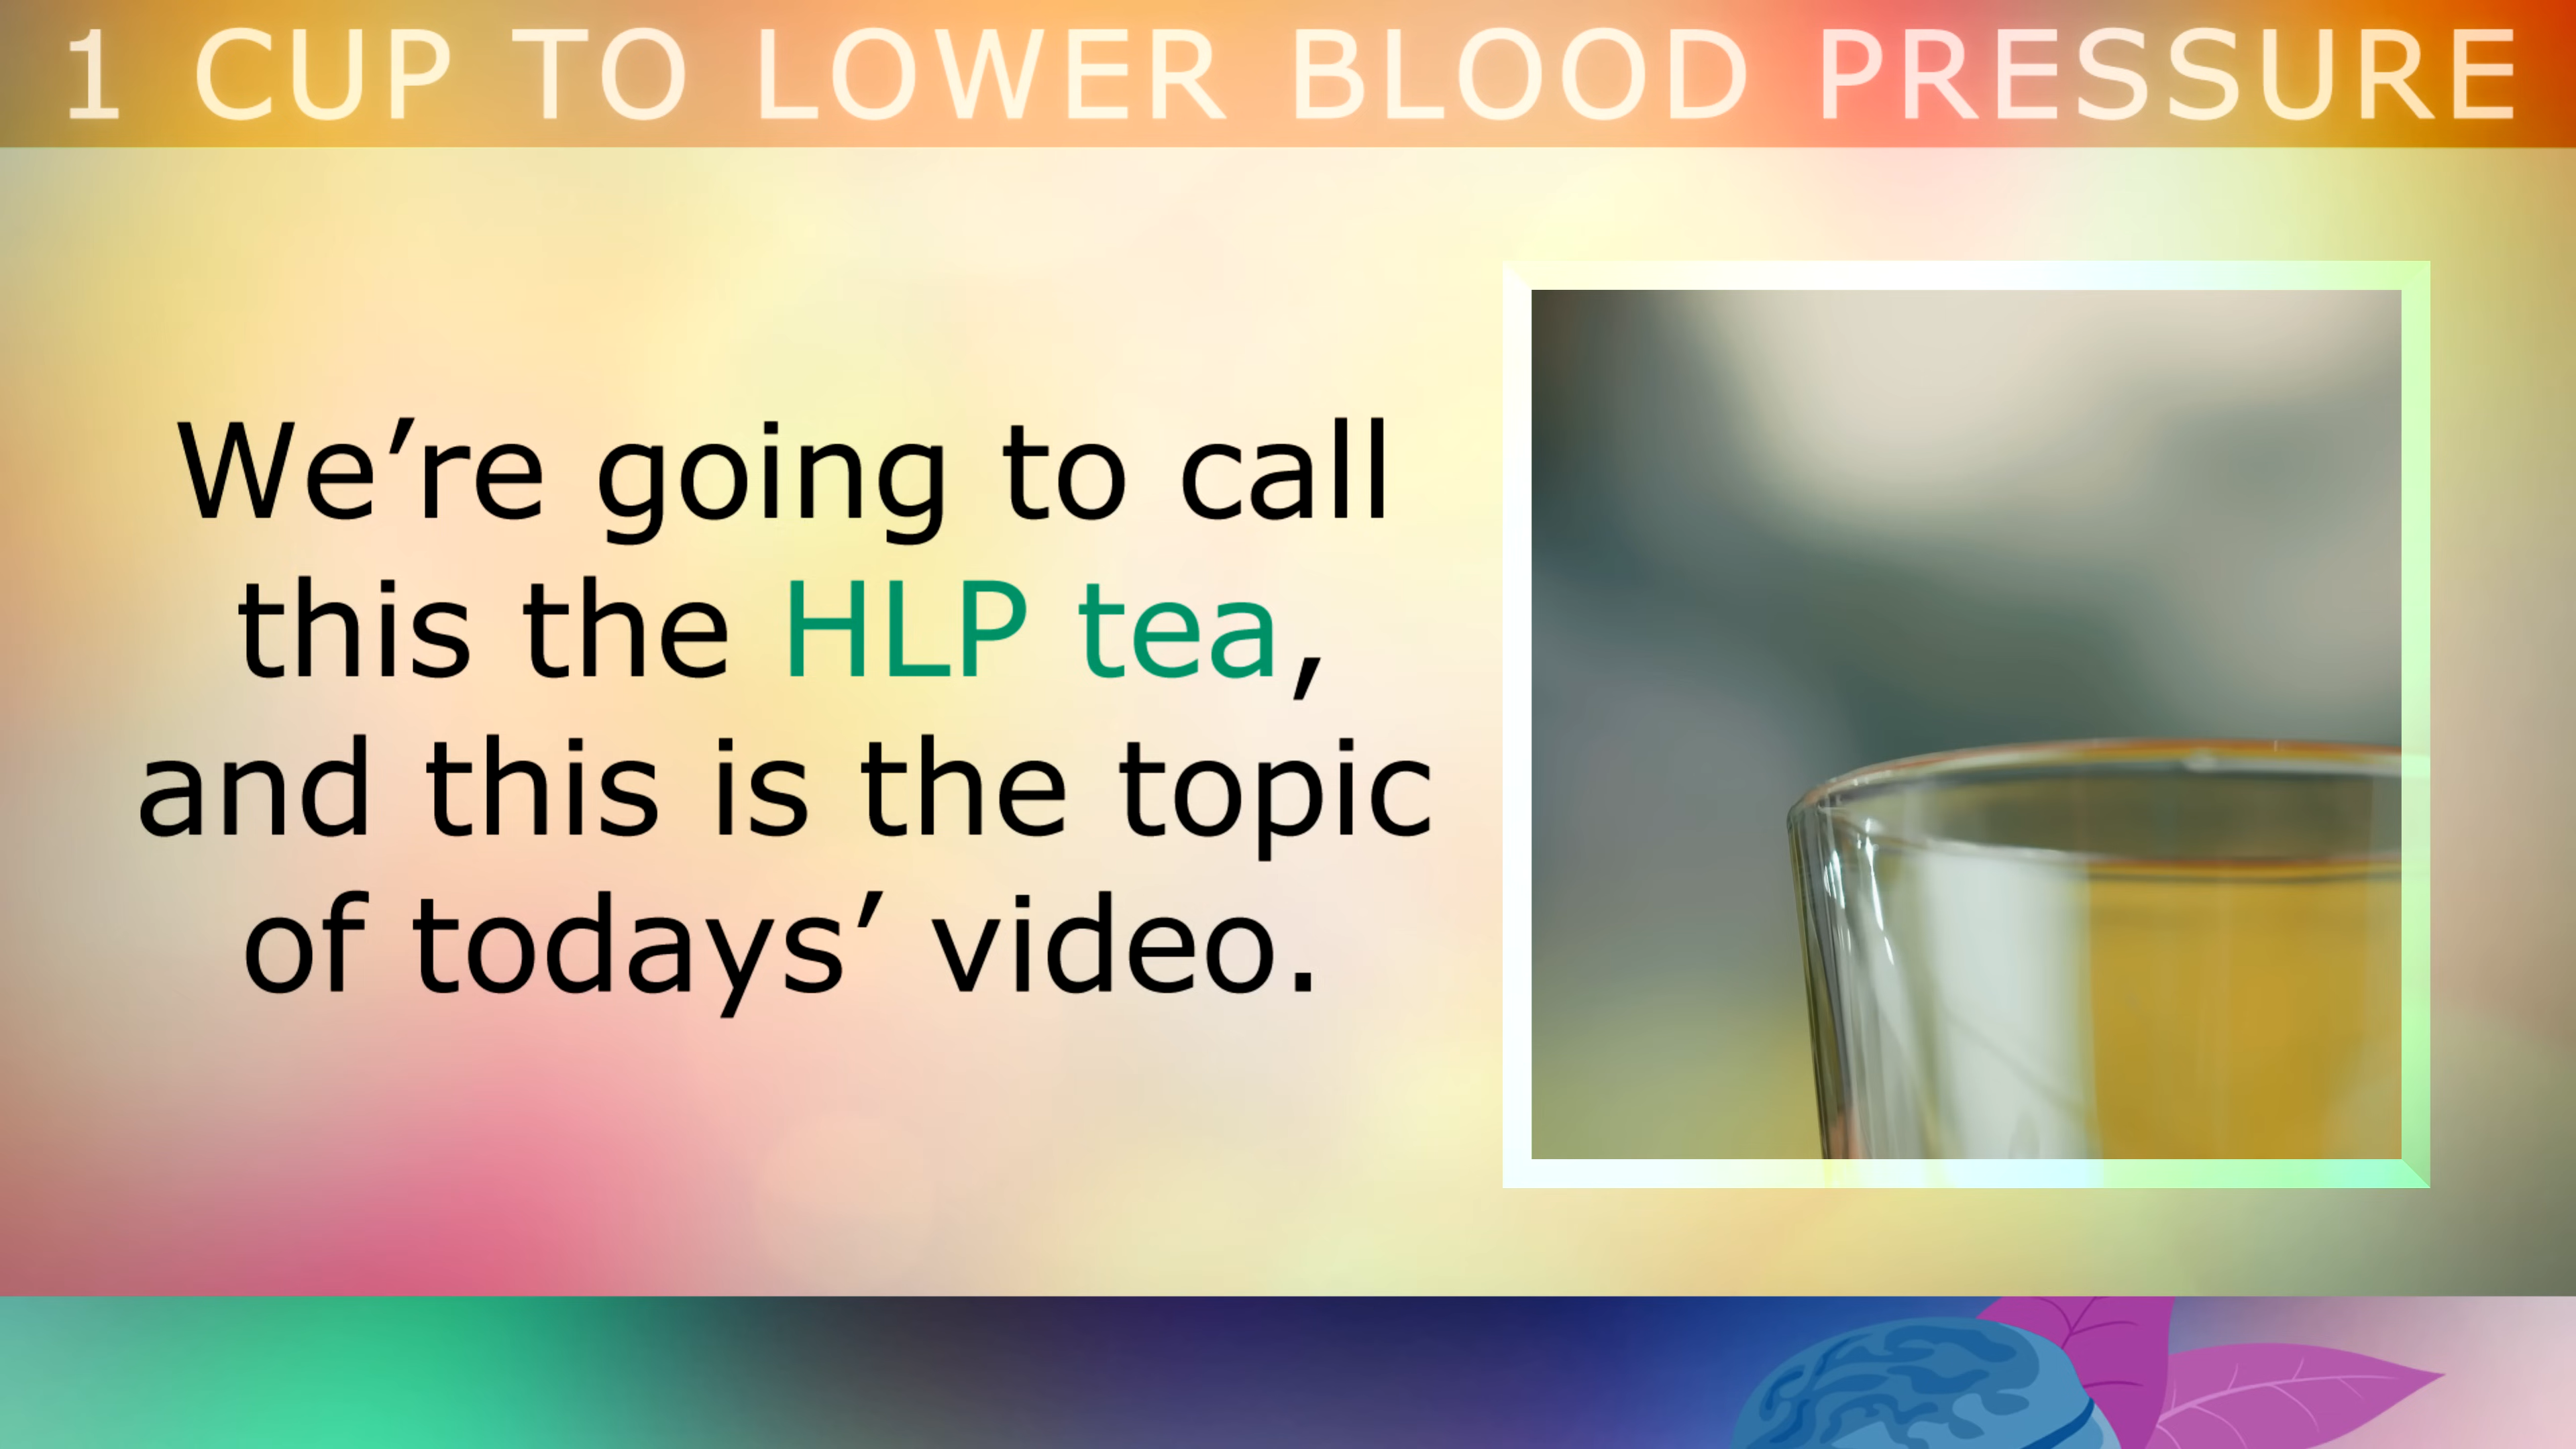 1 CUP TO LOWER BLOOD PRESSURE
We’re going to call
this the HLP tea,
and this is the topic
of todays’ video.